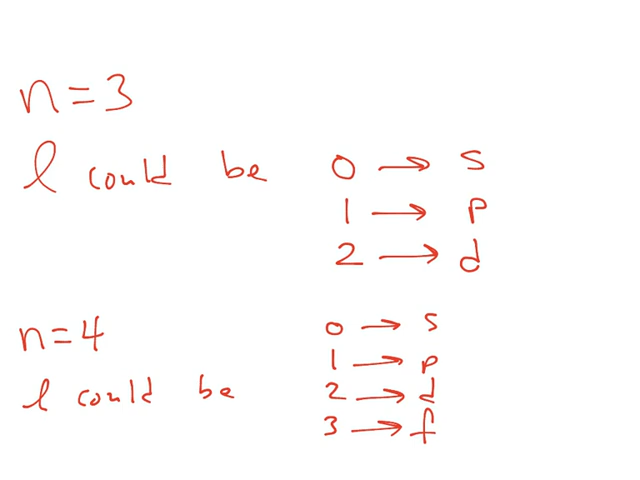 n=3
l could be 0 → s
1 → p
2 → d
n=4
l could be 0 → s
1 → p
2 → d
3 → f